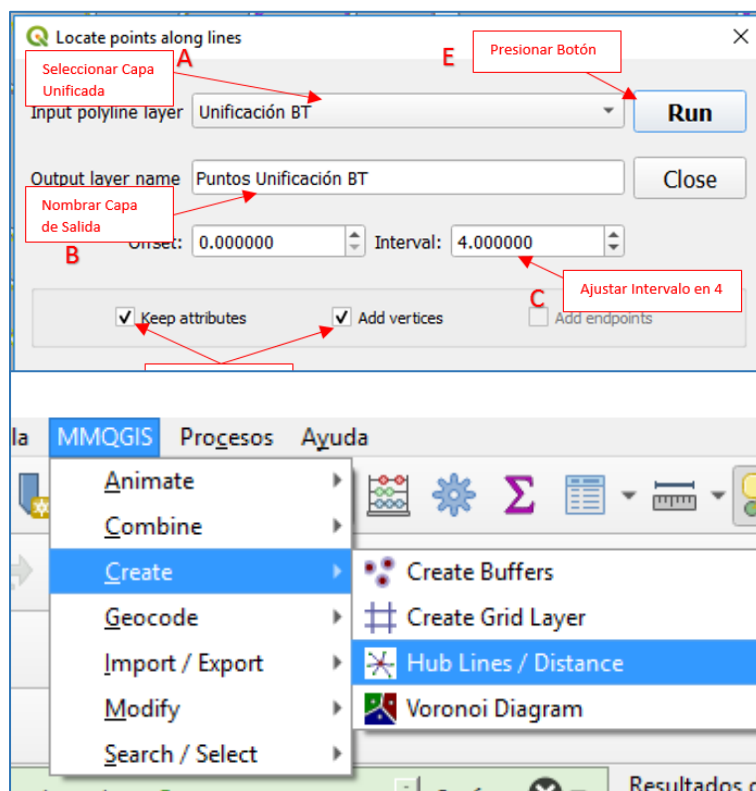 Locate points along lines
A
E
Presionar Botón
Seleccionar Capa
Unificada
Input polyline layer Unificación BT Run
Output layer name Puntos Unificación BT Close
Nombrar Capa
de Salida
B
Offset: 0.000000 Interval: 4.000000
Ajustar Intervalo en 4
C
Keep attributes Add vertices Add endpoints
la MMQGIS Procesos Ayuda
Animate
Combine
Create
Geocode
Import / Export
Modify
Search / Select
Create Buffers
Create Grid Layer
Hub Lines / Distance
Voronoi Diagram
Resultados